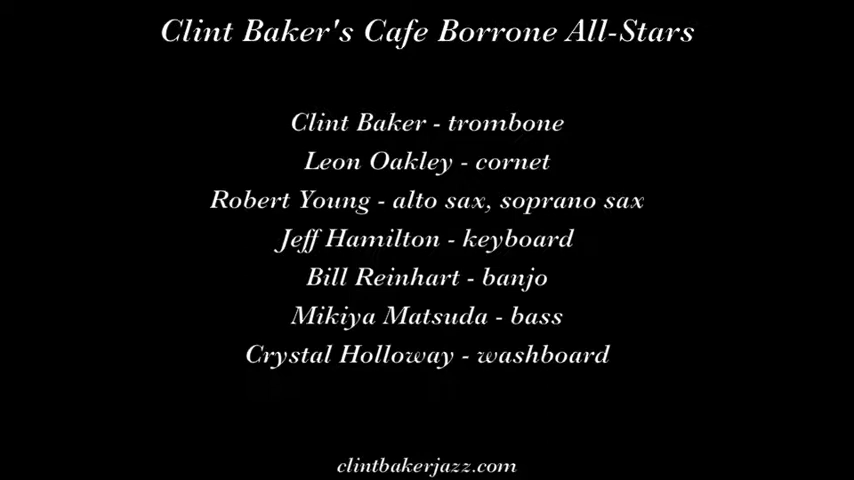 Clint Baker's Cafe Borrone All-Stars
Clint Baker - trombone
Leon Oakley - cornet
Robert Young - alto sax, soprano sax
Jeff Hamilton - keyboard
Bill Reinhart - banjo
Mikiya Matsuda - bass
Crystal Holloway - washboard
clintbakerjazz.com